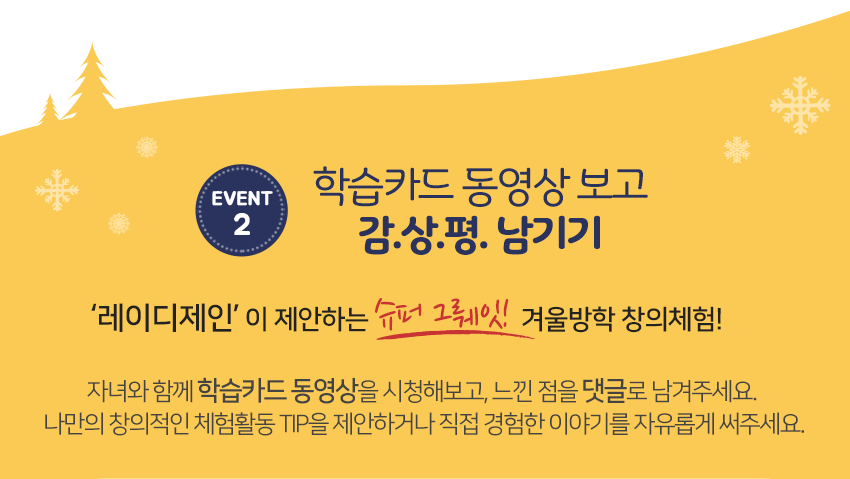 EVENT
2
학습카드 동영상 보고
감.상.평. 남기기
‘레이디제인’ 이 제안하는 슈퍼 그뤠잇! 겨울방학 창의체험!
자녀와 함께 학습카드 동영상을 시청해보고, 느낀 점을 댓글로 남겨주세요.
나만의 창의적인 체험활동 TIP을 제안하거나 직접 경험한 이야기를 자유롭게 써주세요.